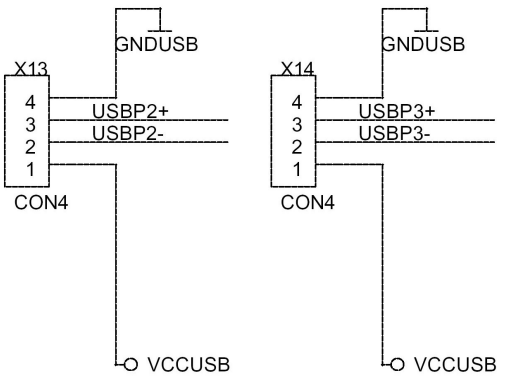 GNDUSB GNDUSB
X13 X14
4 4
USBP2+ USBP3+
3 3
USBP2- USBP3-
2 2
1 1
CON4 CON4
VCCUSB VCCUSB